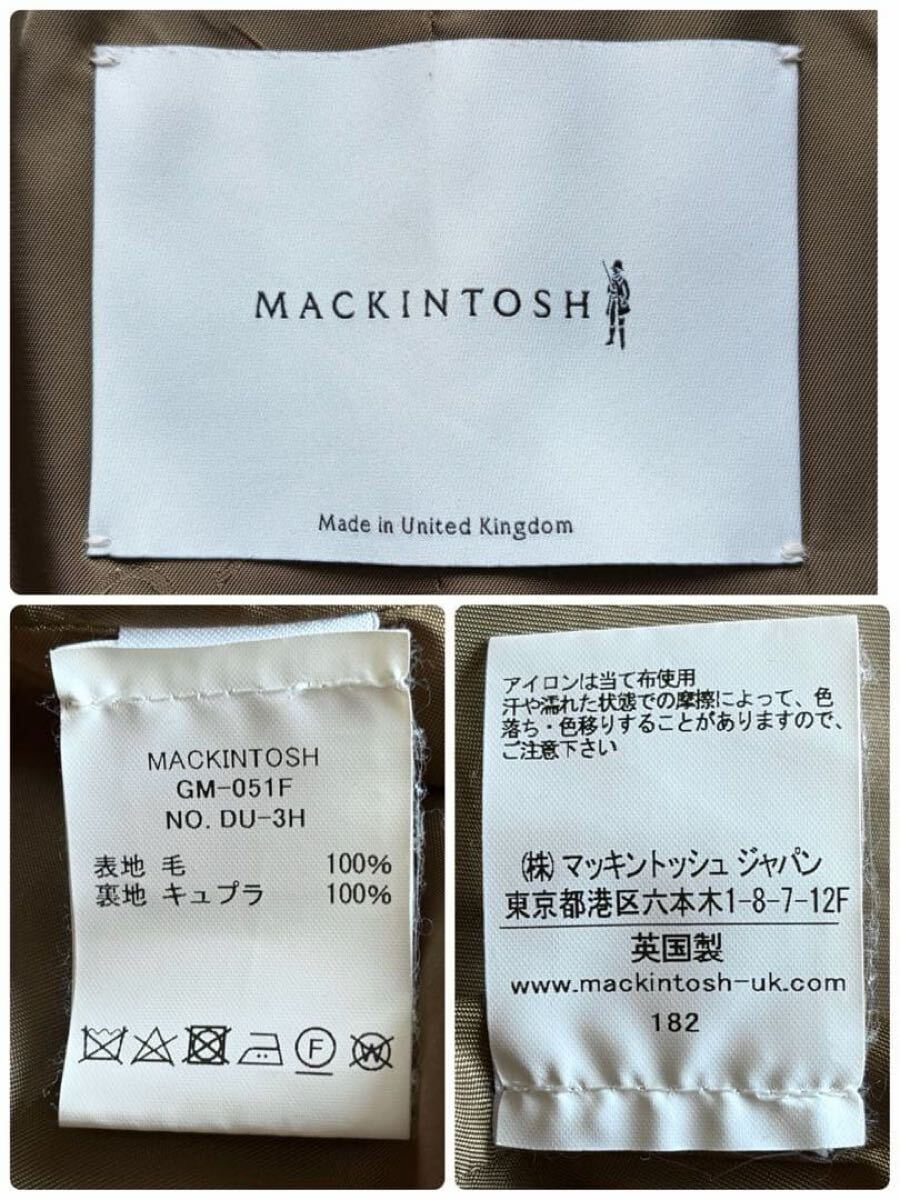 MACKINTOSH
Made in United Kingdom
MACKINTOSH
GM-051F
NO. DU-3H
表地 毛 100%
裏地 キュプラ 100%
F W
アイロンは当て布使用
汗や濡れた状態での摩擦によって、色
落ち・色移りすることがありますので、
ご注意下さい
(株) マッキントッシュ ジャパン
東京都港区六本木1-8-7-12F
英国製
www.mackintosh-uk.com
182